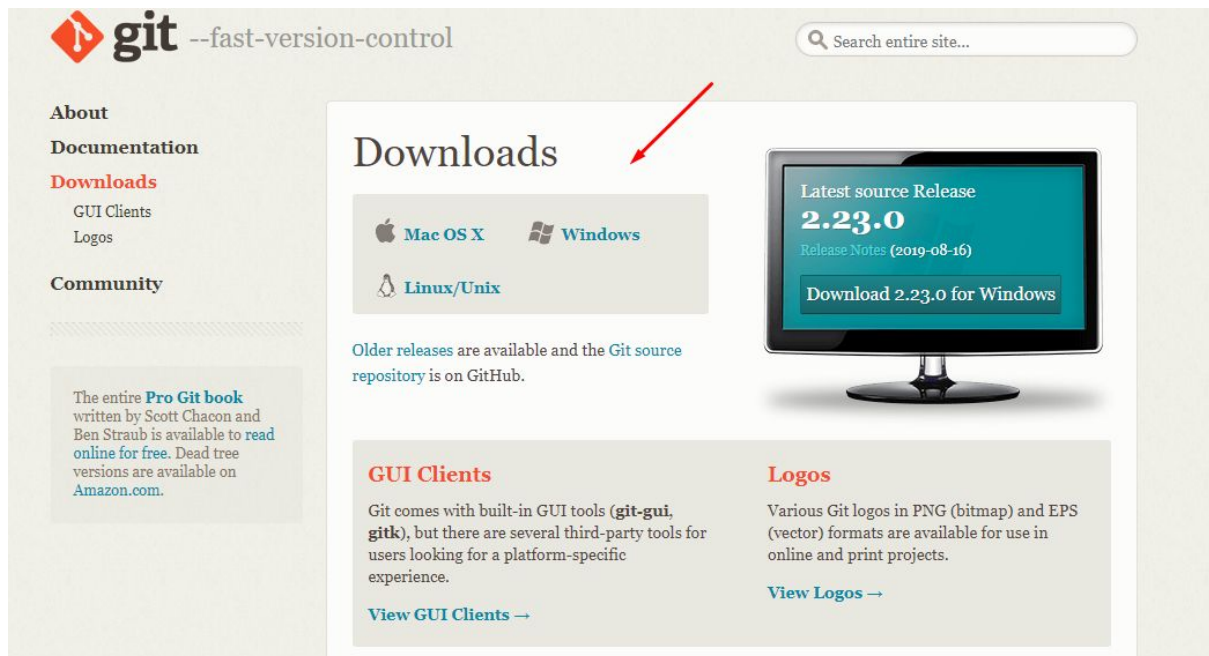 git --fast-version-control
Search entire site...
About
Documentation
Downloads
GUI Clients
Logos
Community
The entire Pro Git book
written by Scott Chacon and
Ben Straub is available to read
online for free. Dead tree
versions are available on
Amazon.com.
Downloads
Mac OS X
Windows
Linux/Unix
Older releases are available and the Git source
repository is on GitHub.
Latest source Release
2.23.0
Release Notes (2019-08-16)
Download 2.23.0 for Windows
GUI Clients
Git comes with built-in GUI tools (git-gui,
gitk), but there are several third-party tools for
users looking for a platform-specific
experience.
View GUI Clients →
Logos
Various Git logos in PNG (bitmap) and EPS
(vector) formats are available for use in
online and print projects.
View Logos →